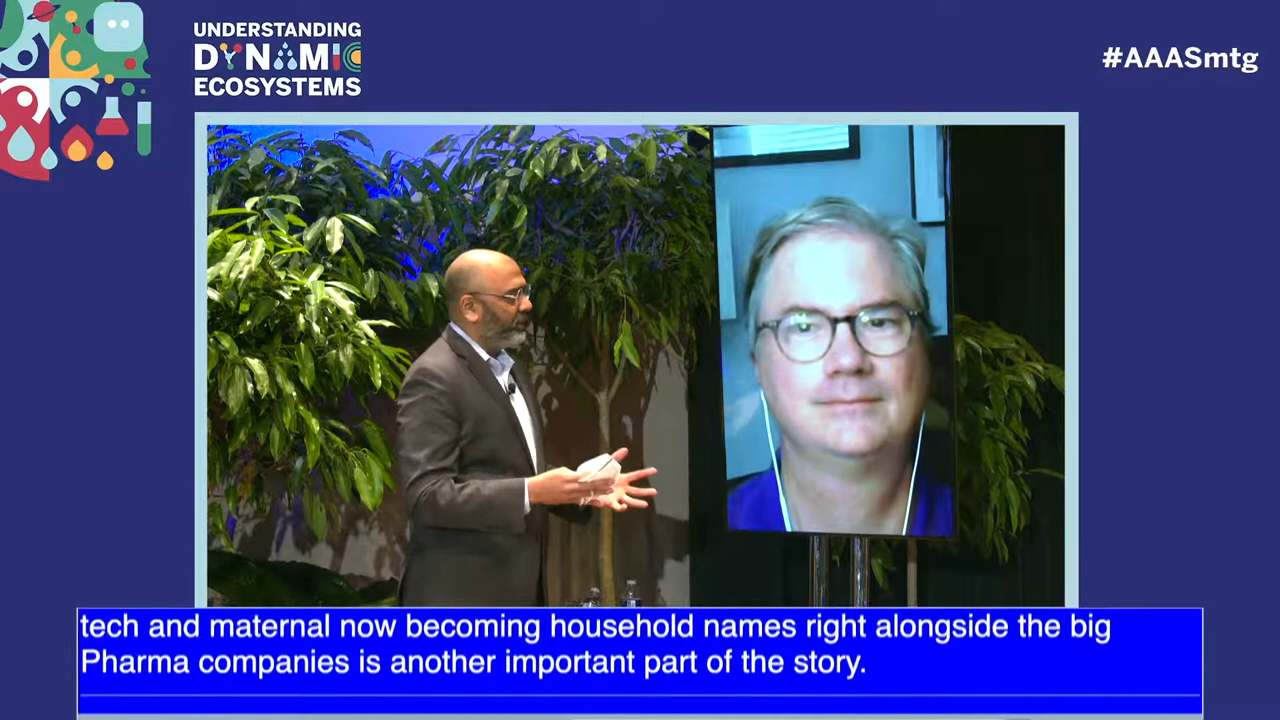 UNDERSTANDING
DYNAMIC
ECOSYSTEMS
#AAASmtg
tech and maternal now becoming household names right alongside the big
Pharma companies is another important part of the story.